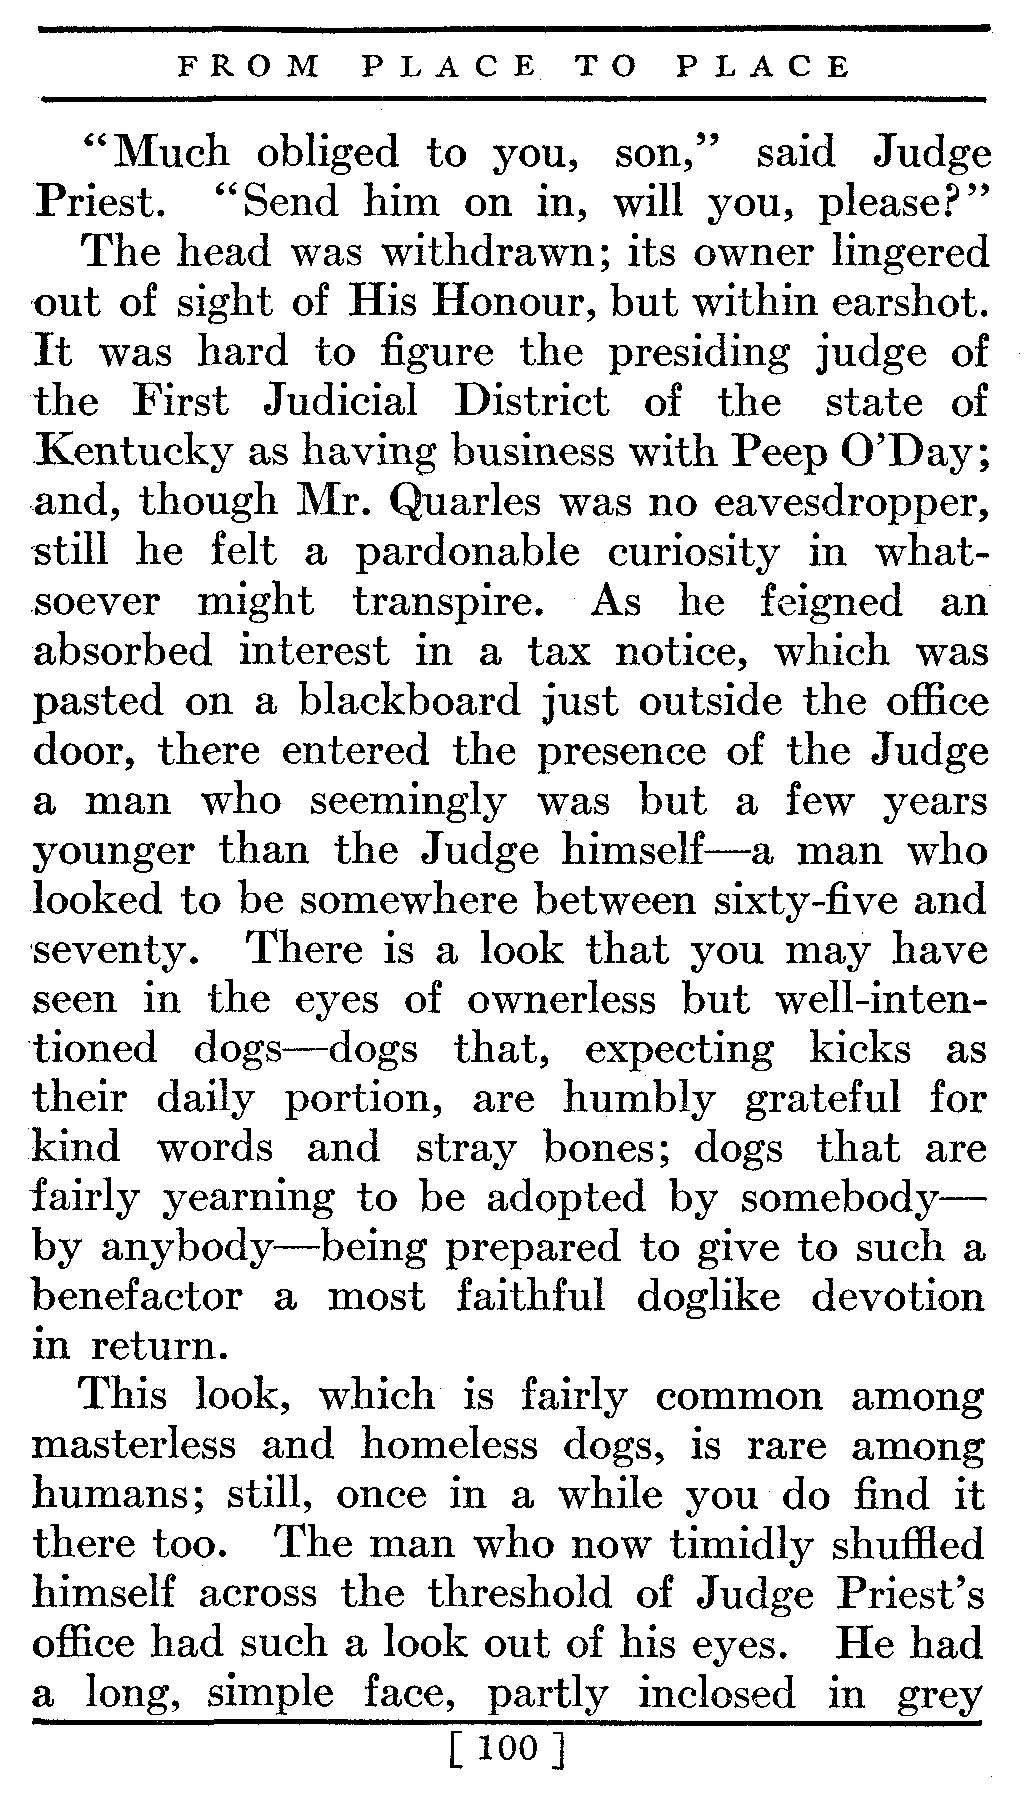 FROM PLACE TO PLACE
“Much obliged to you, son,” said Judge
Priest. “Send him on in, will you, please?”
The head was withdrawn; its owner lingered
out of sight of His Honour, but within earshot.
It was hard to figure the presiding judge of
the First Judicial District of the state of
Kentucky as having business with Peep O’Day;
and, though Mr. Quarles was no eavesdropper,
still he felt a pardonable curiosity in what-
soever might transpire. As he feigned an
absorbed interest in a tax notice, which was
pasted on a blackboard just outside the office
door, there entered the presence of the Judge
a man who seemingly was but a few years
younger than the Judge himself—a man who
looked to be somewhere between sixty-five and
seventy. There is a look that you may have
seen in the eyes of ownerless but well-inten-
tioned dogs—dogs that, expecting kicks as
their daily portion, are humbly grateful for
kind words and stray bones; dogs that are
fairly yearning to be adopted by somebody—
by anybody—being prepared to give to such a
benefactor a most faithful doglike devotion
in return.
This look, which is fairly common among
masterless and homeless dogs, is rare among
humans; still, once in a while you do find it
there too. The man who now timidly shuffled
himself across the threshold of Judge Priest’s
office had such a look out of his eyes. He had
a long, simple face, partly inclosed in grey
[ 100 ]